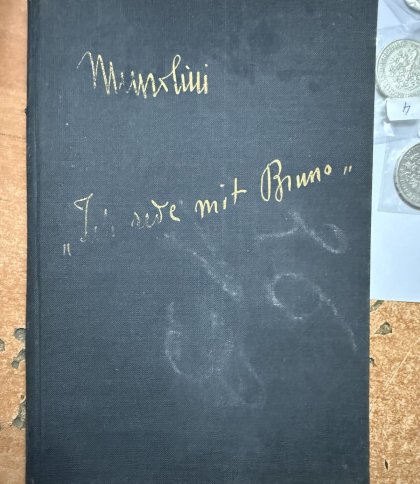 Mussolini
„Ich rede mit Bruno"
4